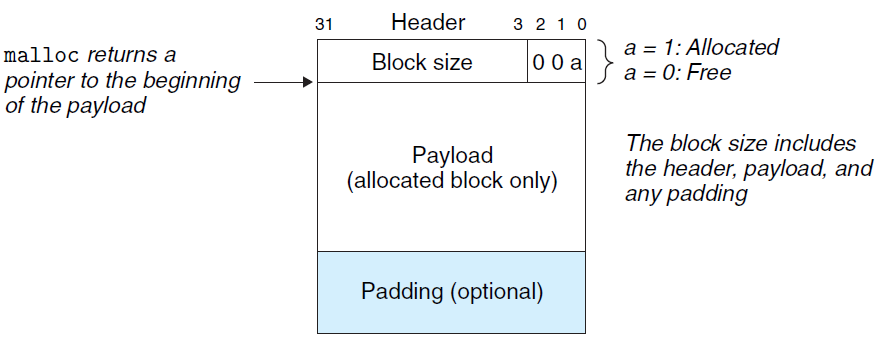 31 Header 3 2 1 0
malloc returns a
pointer to the beginning
of the payload
Block size
0 0 a
a = 1: Allocated
a = 0: Free
Payload
(allocated block only)
The block size includes
the header, payload, and
any padding
Padding (optional)